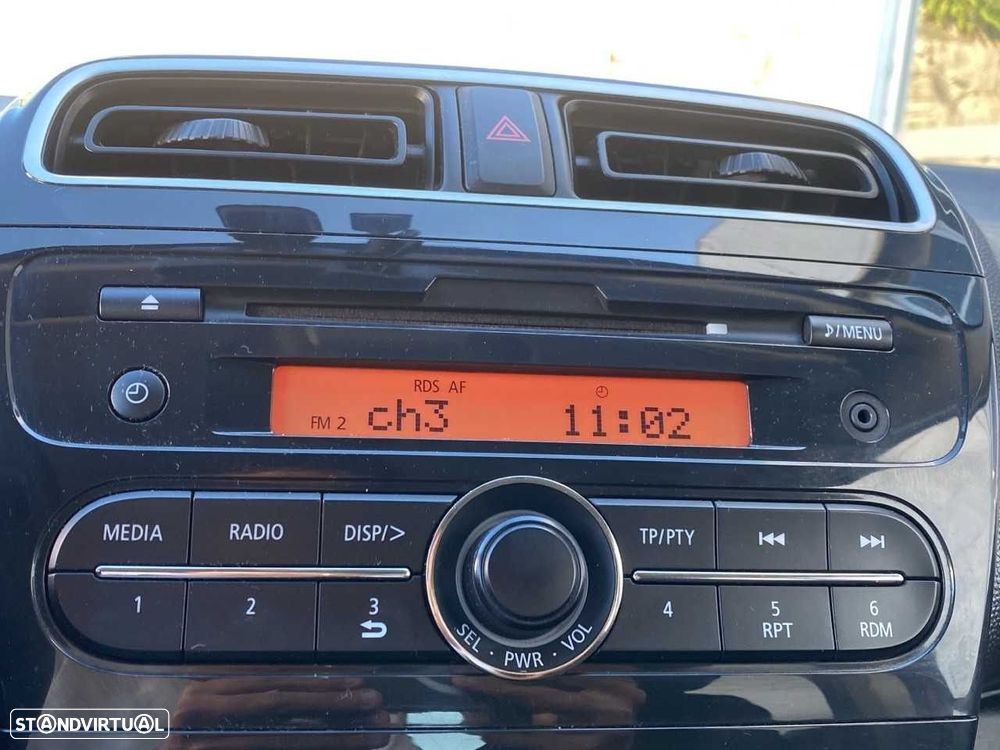 ♪/MENU
RDS AF
FM 2 ch3 11:02
MEDIA RADIO DISP/> TP/PTY
1 2 3 4 5 6
RPT RDM
SEL · PWR · VOL
STANDVIRTUAL